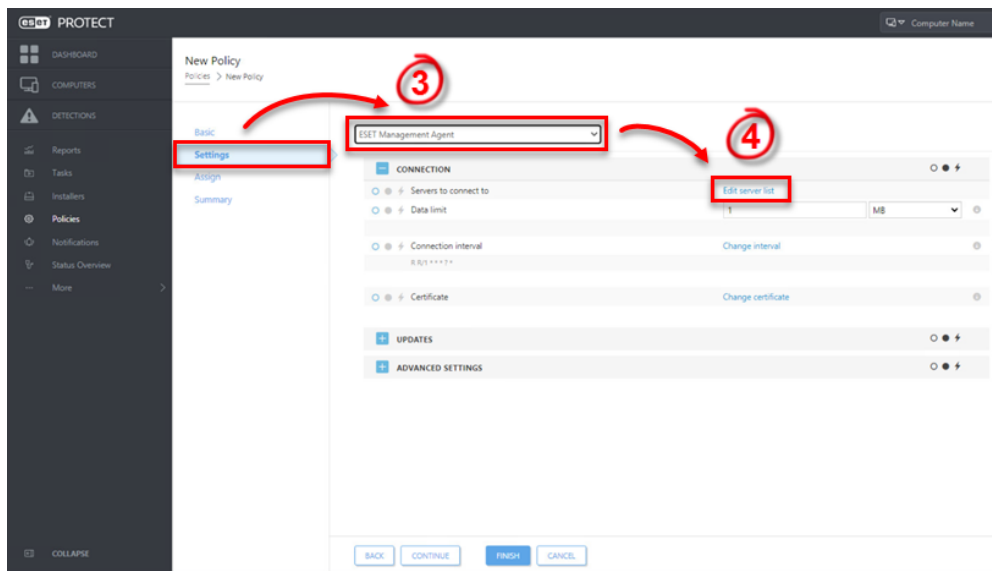 eset PROTECT
Computer Name
DASHBOARD
COMPUTERS
DETECTIONS
Reports
Tasks
Installers
Policies
Notifications
Status Overview
More
COLLAPSE
New Policy
Policies > New Policy
Basic
Settings
Assign
Summary
3
ESET Management Agent
4
CONNECTION
Servers to connect to
Edit server list
Data limit
1
MB
Connection interval
Change interval
Certificate
Change certificate
UPDATES
ADVANCED SETTINGS
BACK
CONTINUE
FINISH
CANCEL